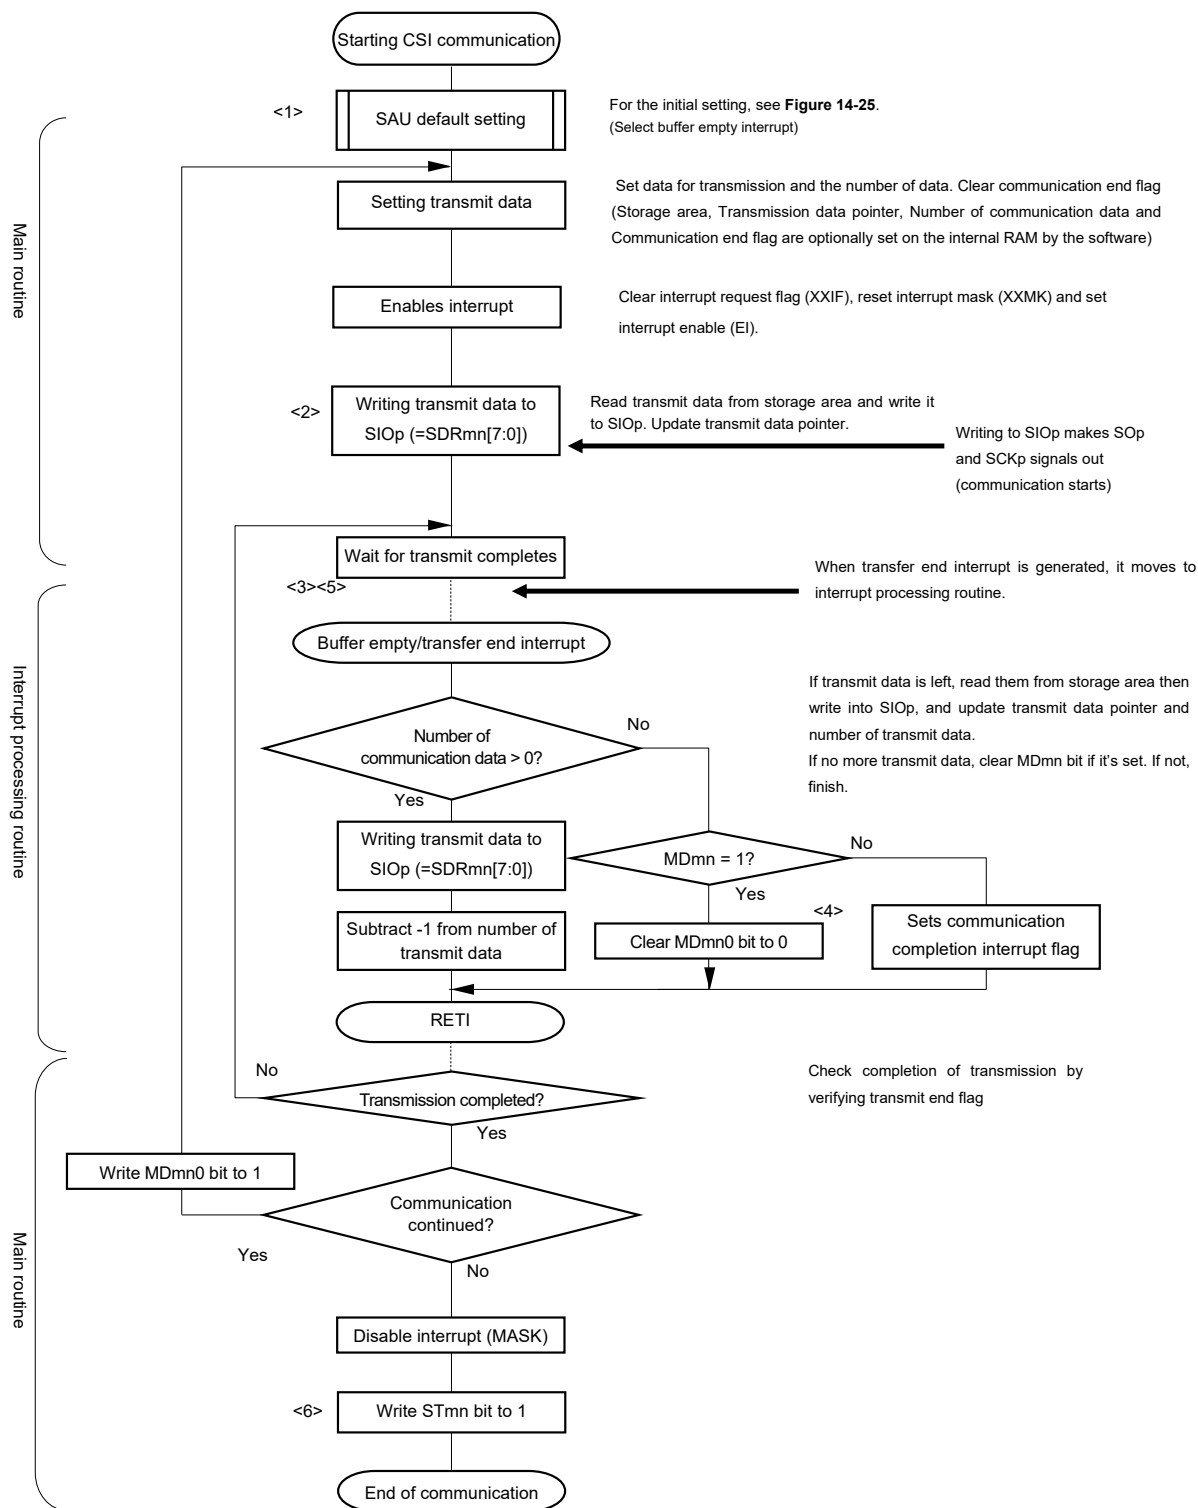 Starting CSI communication
<1>
SAU default setting
For the initial setting, see Figure 14-25.
(Select buffer empty interrupt)
Main routine
Setting transmit data
Set data for transmission and the number of data. Clear communication end flag
(Storage area, Transmission data pointer, Number of communication data and
Communication end flag are optionally set on the internal RAM by the software)
Enables interrupt
Clear interrupt request flag (XXIF), reset interrupt mask (XXMK) and set
interrupt enable (EI).
<2>
Writing transmit data to
SIOp (=SDRmn[7:0])
Read transmit data from storage area and write it
to SIOp. Update transmit data pointer.
Writing to SIOp makes SOp
and SCKp signals out
(communication starts)
Wait for transmit completes
<3><5>
When transfer end interrupt is generated, it moves to
interrupt processing routine.
Buffer empty/transfer end interrupt
Interrupt processing routine
Number of
communication data > 0?
No
Yes
If transmit data is left, read them from storage area then
write into SIOp, and update transmit data pointer and
number of transmit data.
If no more transmit data, clear MDmn bit if it's set. If not,
finish.
Writing transmit data to
SIOp (=SDRmn[7:0])
MDmn = 1?
No
Yes
<4>
Subtract -1 from number of
transmit data
Clear MDmn0 bit to 0
Sets communication
completion interrupt flag
RETI
No
Transmission completed?
Yes
Check completion of transmission by
verifying transmit end flag
Write MDmn0 bit to 1
Communication
continued?
Yes
No
Main routine
Disable interrupt (MASK)
<6>
Write STmn bit to 1
End of communication